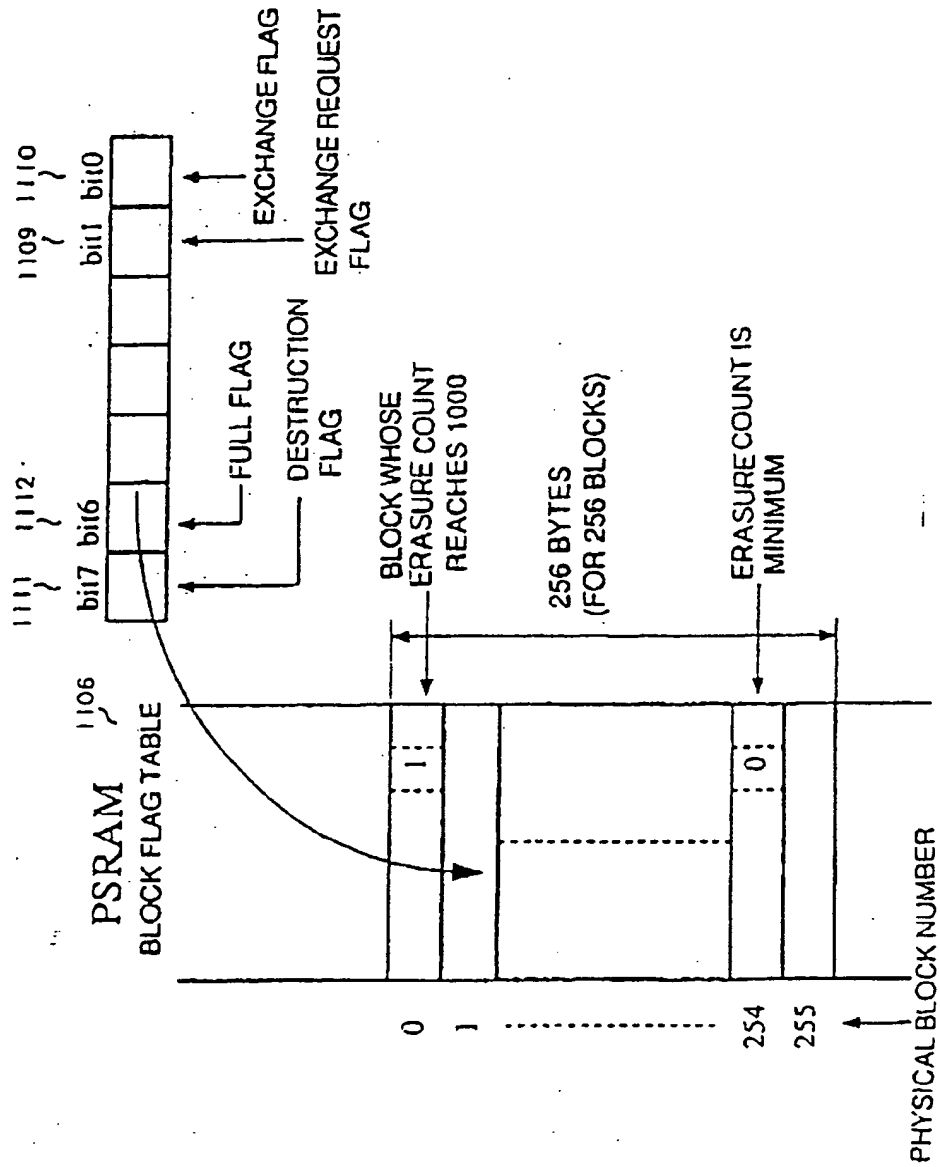 1111
1112
1109
1110
bit7
bit6
bit1
bit0
FULL FLAG
DESTRUCTION
FLAG
EXCHANGE FLAG
EXCHANGE REQUEST
FLAG
PSRAM
1106
BLOCK FLAG TABLE
0
1
1
254
0
255
BLOCK WHOSE
ERASURE COUNT
REACHES 1000
256 BYTES
(FOR 256 BLOCKS)
ERASURE COUNT IS
MINIMUM
PHYSICAL BLOCK NUMBER